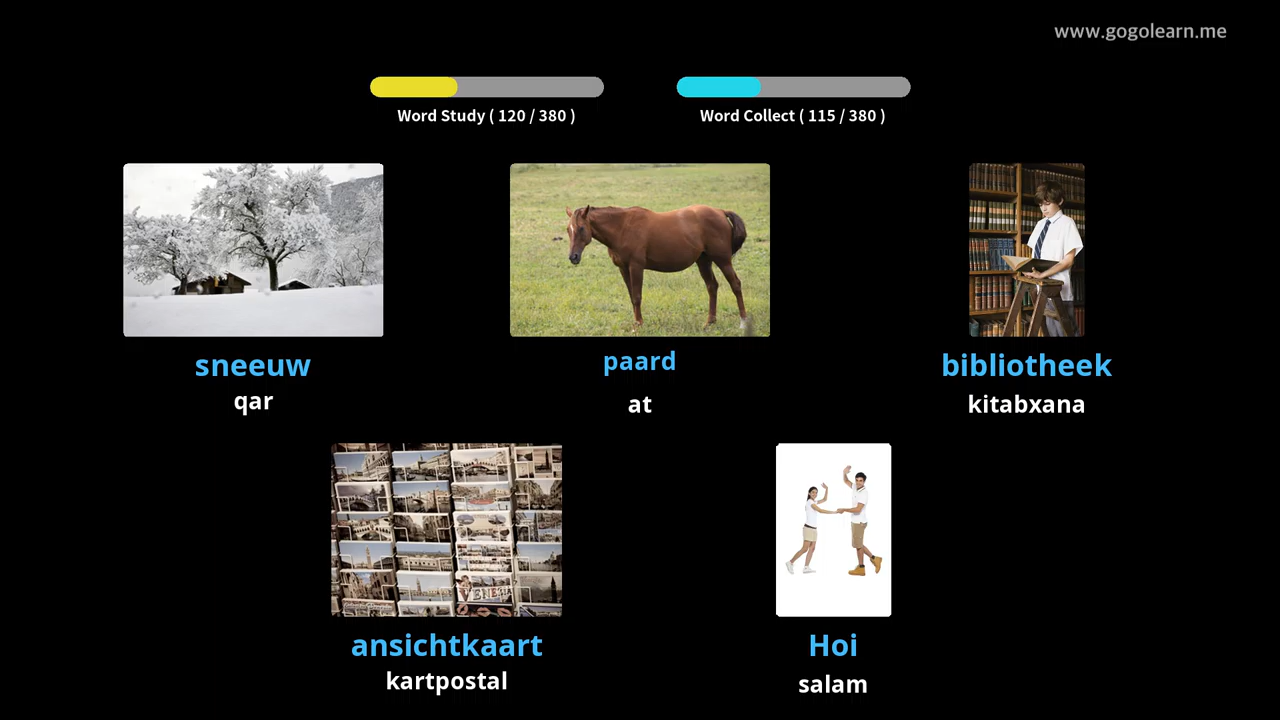 www.gogolearn.me
Word Study ( 120 / 380 )
Word Collect ( 115 / 380 )
sneeuw
qar
paard
at
bibliotheek
kitabxana
ansichtkaart
kartpostal
Hoi
salam